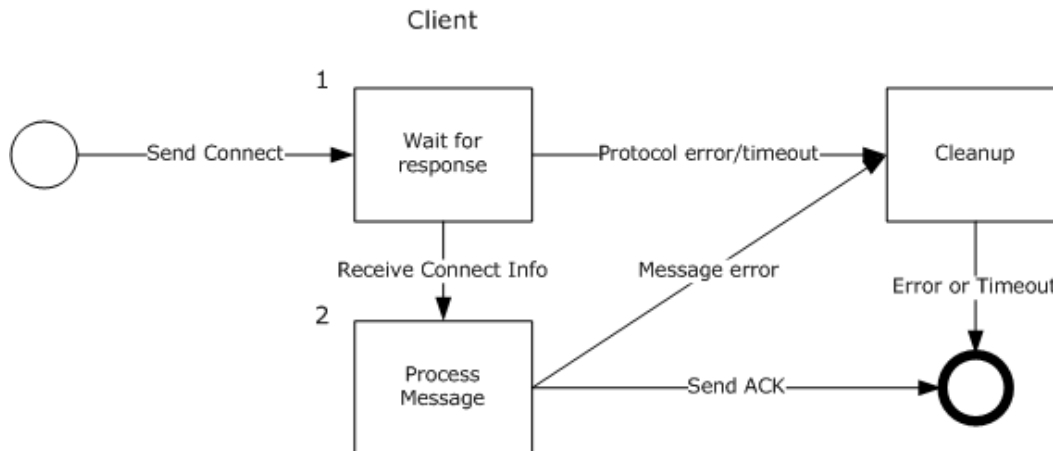 Client
1
Wait for
response
Send Connect
Protocol error/timeout
Cleanup
Receive Connect Info
Message error
Error or Timeout
2
Process
Message
Send ACK